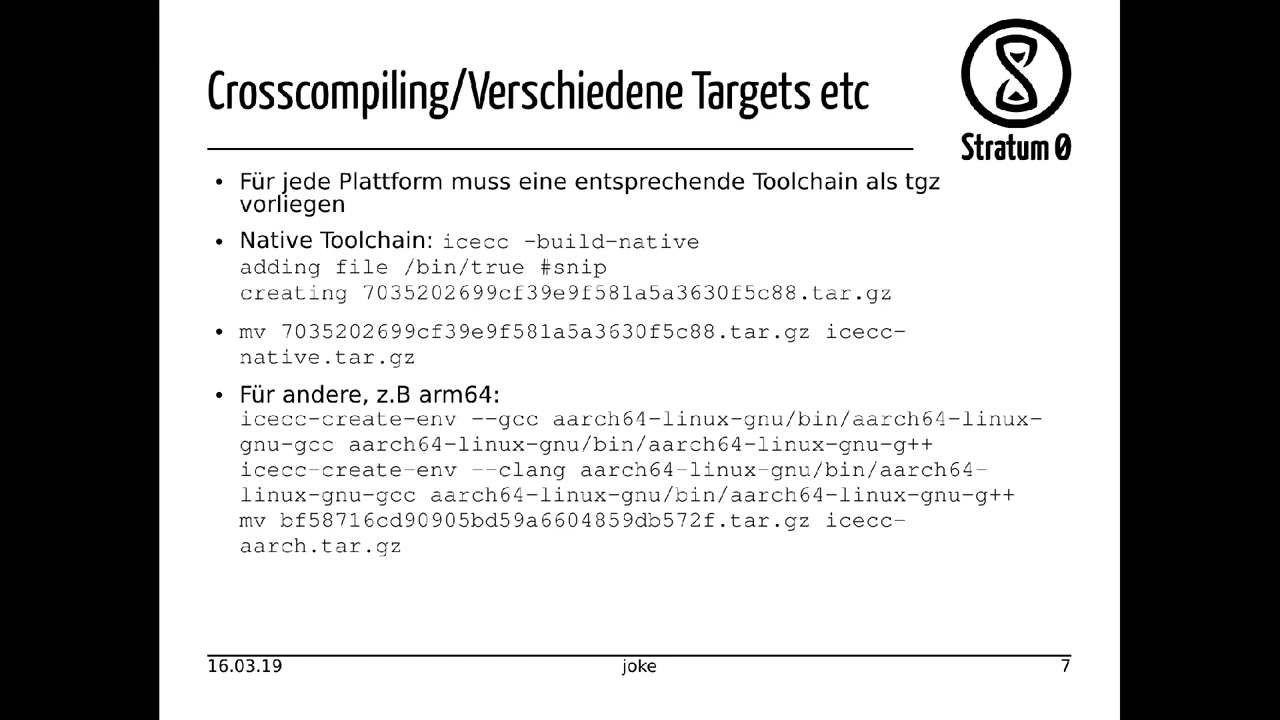 Crosscompiling/Verschiedene Targets etc
Stratum 0
• Für jede Plattform muss eine entsprechende Toolchain als tgz
vorliegen
• Native Toolchain: icecc -build-native
adding file /bin/true #snip
creating 7035202699cf39e9f581a5a3630f5c88.tar.gz
• mv 7035202699cf39e9f581a5a3630f5c88.tar.gz icecc-
native.tar.gz
• Für andere, z.B arm64:
icecc-create-env --gcc aarch64-linux-gnu/bin/aarch64-linux-
gnu-gcc aarch64-linux-gnu/bin/aarch64-linux-gnu-g++
icecc-create-env --clang aarch64-linux-gnu/bin/aarch64-
linux-gnu-gcc aarch64-linux-gnu/bin/aarch64-linux-gnu-g++
mv bf58716cd90905bd59a6604859db572f.tar.gz icecc-
aarch.tar.gz
16.03.19
joke
7